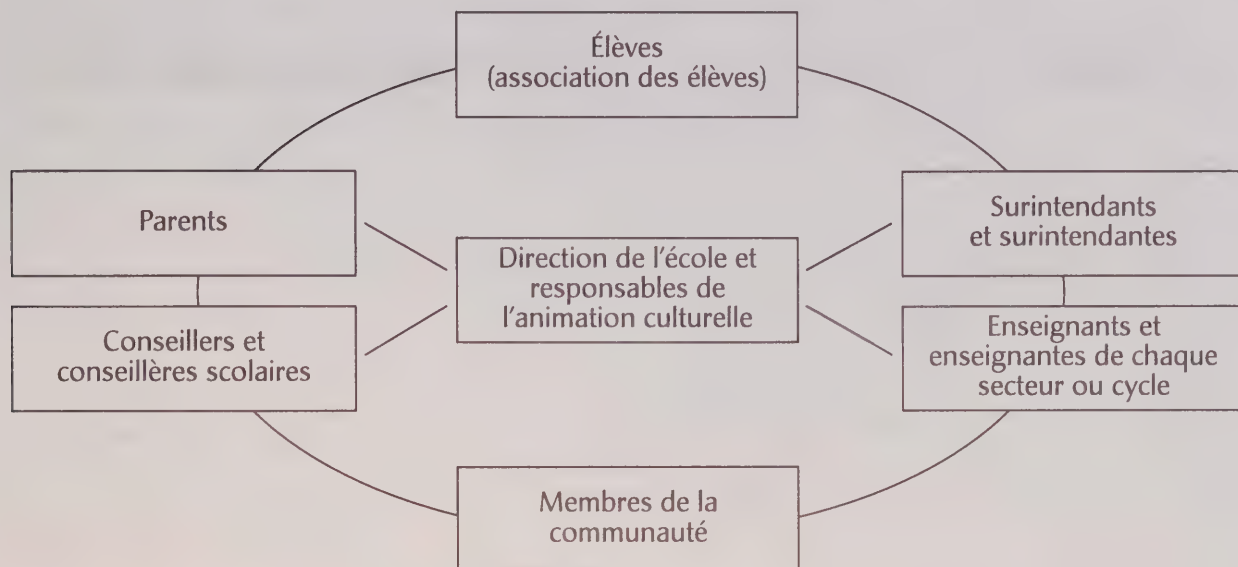 Élèves
(association des élèves)
Parents
Surintendants
et surintendantes
Direction de l'école et
responsables de
l'animation culturelle
Conseillers et
conseillères scolaires
Enseignants et
enseignantes de chaque
secteur ou cycle
Membres de la
communauté